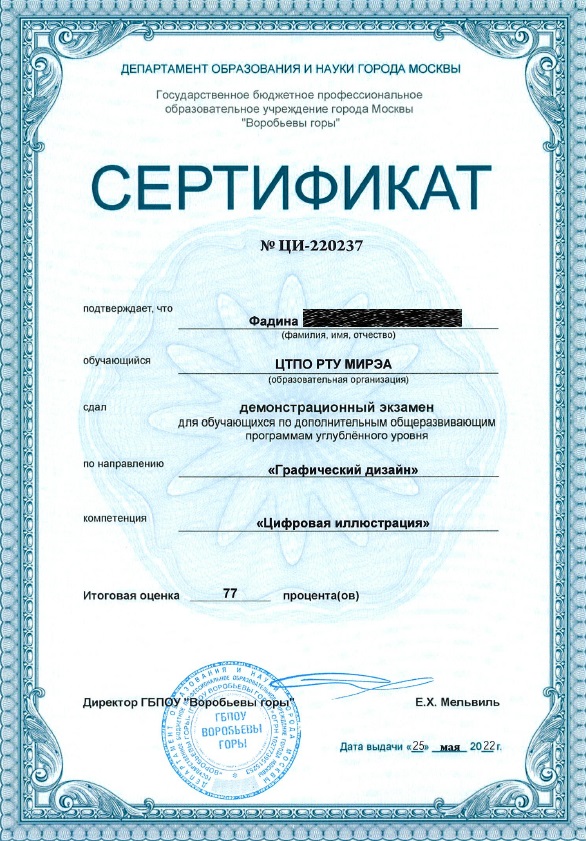 ДЕПАРТАМЕНТ ОБРАЗОВАНИЯ И НАУКИ ГОРОДА МОСКВЫ
Государственное бюджетное профессиональное
образовательное учреждение города Москвы
"Воробьевы горы"
СЕРТИФИКАТ
№ ЦИ-220237
подтверждает, что
Фадина
(фамилия, имя, отчество)
обучающийся
ЦТПО РТУ МИРЭА
(образовательная организация)
сдал
демонстрационный экзамен
для обучающихся по дополнительным общеразвивающим
программам углублённого уровня
по направлению
«Графический дизайн»
компетенция
«Цифровая иллюстрация»
Итоговая оценка 77 процента(ов)
Директор ГБПОУ "Воробьевы горы" Е.Х. Мельвиль
ГБПОУ
ВОРОБЬЕВЫ
ГОРЫ
Дата выдачи «25» мая 2022 г.